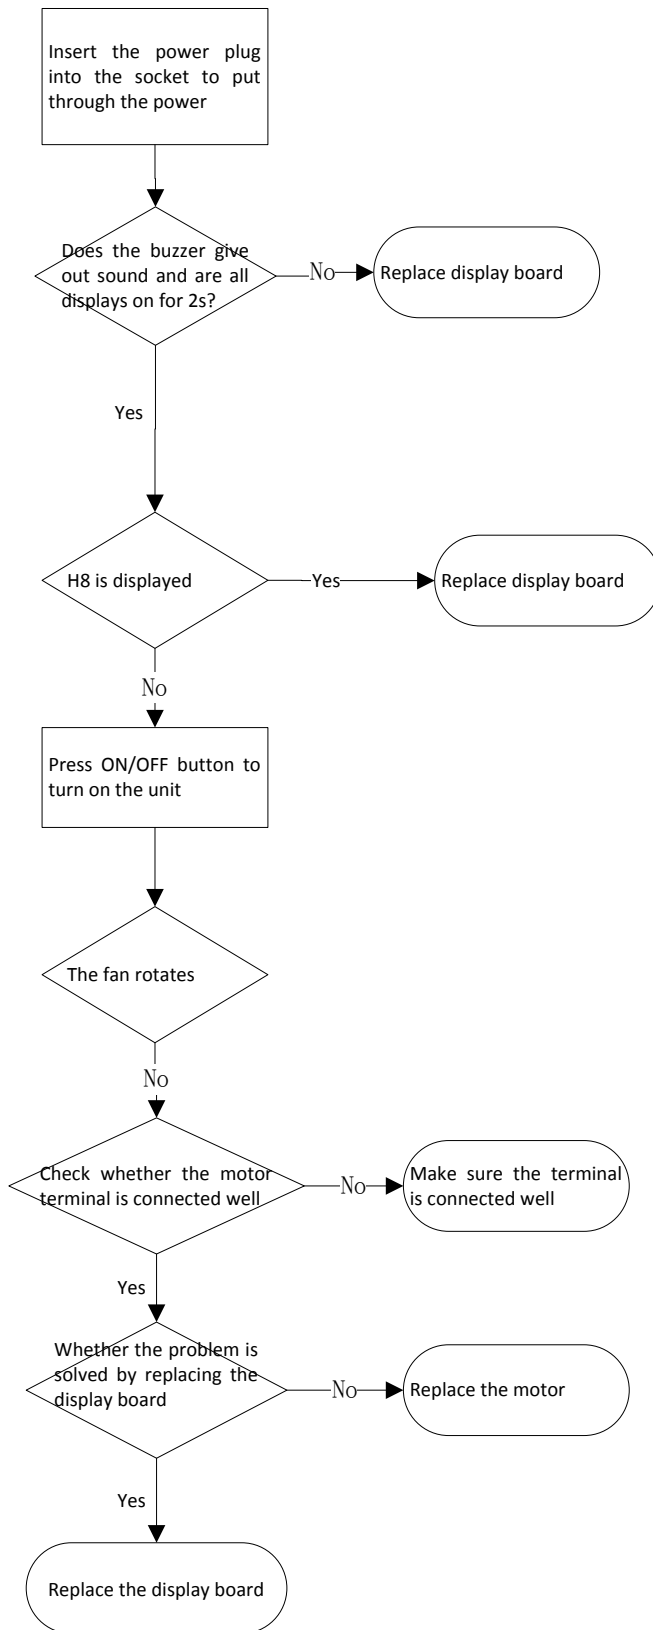 Insert the power plug
into the socket to put
through the power
Does the buzzer give
out sound and are all
displays on for 2s?
No
Replace display board
Yes
H8 is displayed
Yes
Replace display board
No
Press ON/OFF button to
turn on the unit
The fan rotates
No
Check whether the motor
terminal is connected well
No
Make sure the terminal
is connected well
Yes
Whether the problem is
solved by replacing the
display board
No
Replace the motor
Yes
Replace the display board